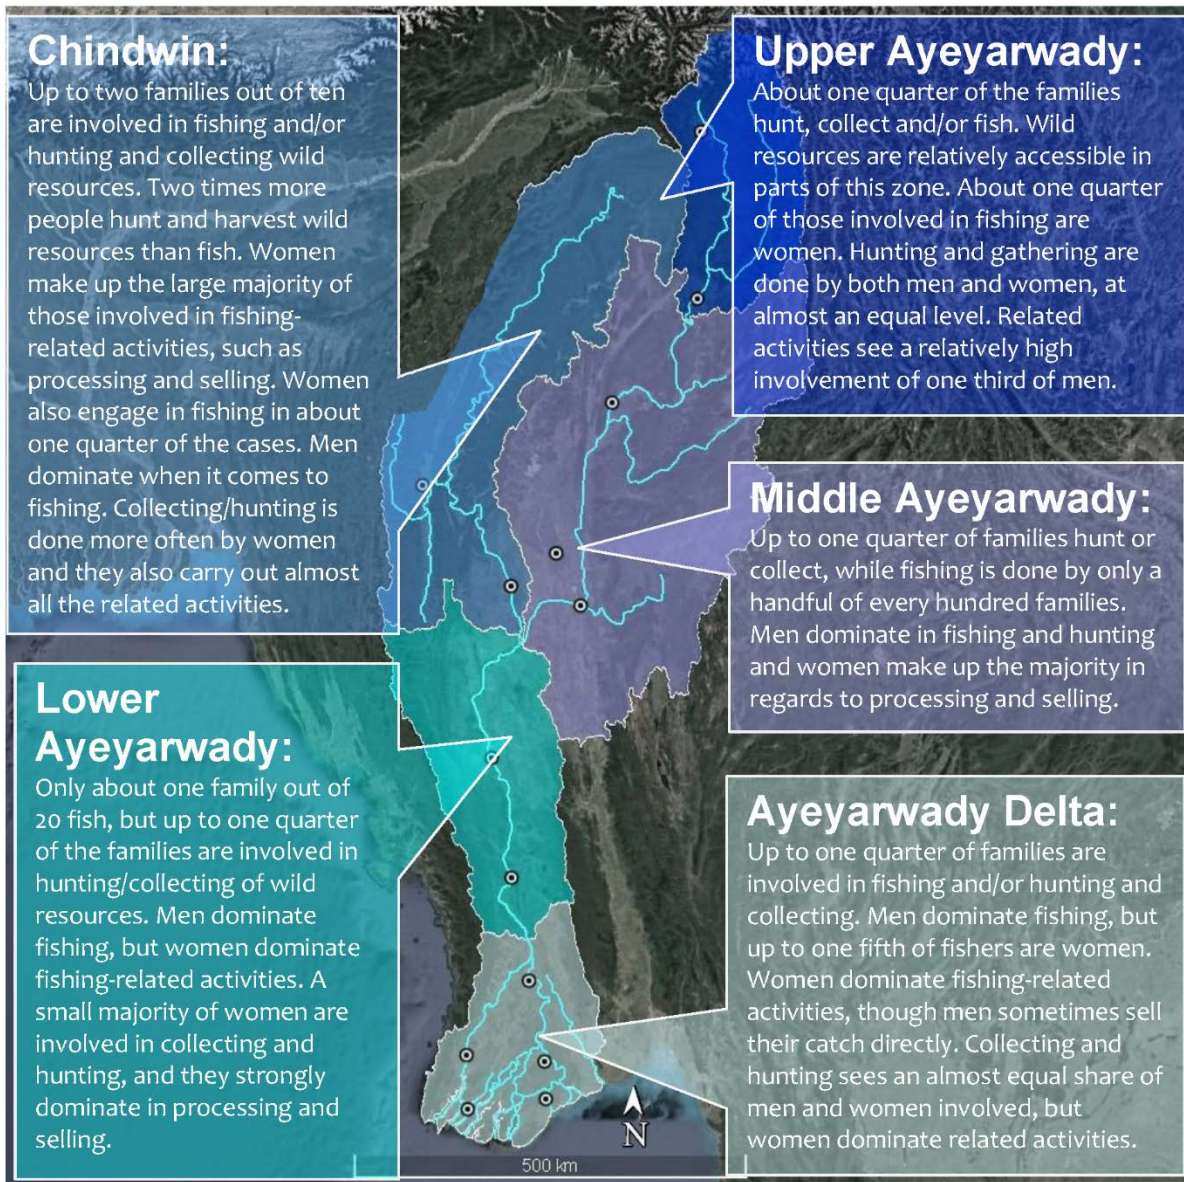 Chindwin:
Up to two families out of ten
are involved in fishing and/or
hunting and collecting wild
resources. Two times more
people hunt and harvest wild
resources than fish. Women
make up the large majority of
those involved in fishing-
related activities, such as
processing and selling. Women
also engage in fishing in about
one quarter of the cases. Men
dominate when it comes to
fishing. Collecting/hunting is
done more often by women
and they also carry out almost
all the related activities.
Upper Ayeyarwady:
About one quarter of the families
hunt, collect and/or fish. Wild
resources are relatively accessible in
parts of this zone. About one quarter
of those involved in fishing are
women. Hunting and gathering are
done by both men and women, at
almost an equal level. Related
activities see a relatively high
involvement of one third of men.
Middle Ayeyarwady:
Up to one quarter of families hunt or
collect, while fishing is done by only a
handful of every hundred families.
Men dominate in fishing and hunting
and women make up the majority in
regards to processing and selling.
Lower
Ayeyarwady:
Only about one family out of
20 fish, but up to one quarter
of the families are involved in
hunting/collecting of wild
resources. Men dominate
fishing, but women dominate
fishing-related activities. A
small majority of women are
involved in collecting and
hunting, and they strongly
dominate in processing and
selling.
Ayeyarwady Delta:
Up to one quarter of families are
involved in fishing and/or hunting and
collecting. Men dominate fishing, but
up to one fifth of fishers are women.
Women dominate fishing-related
activities, though men sometimes sell
their catch directly. Collecting and
hunting sees an almost equal share of
men and women involved, but
women dominate related activities.
N
500 km